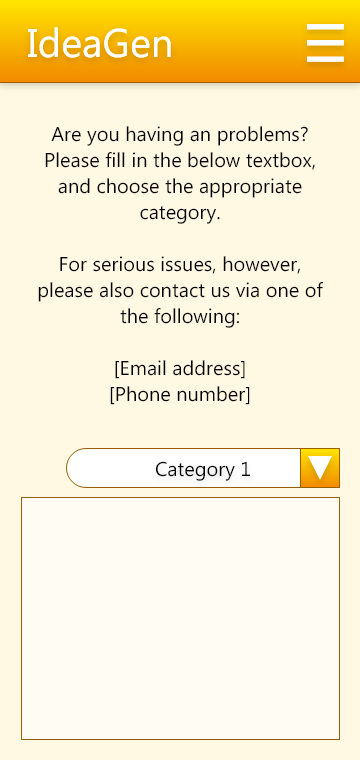 IdeaGen
Are you having an problems?
Please fill in the below textbox,
and choose the appropriate
category.
For serious issues, however,
please also contact us via one of
the following:
[Email address]
[Phone number]
Category 1